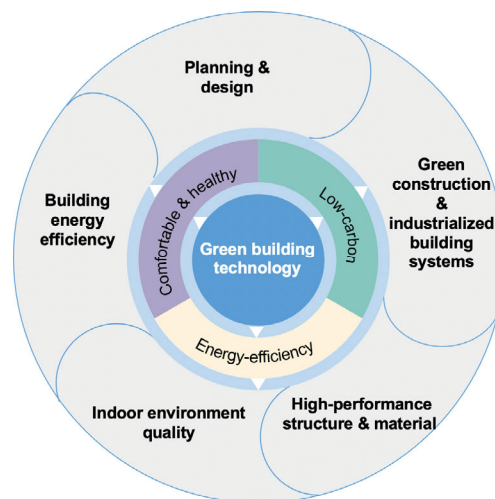 Planning &
design
Green
construction
&
industrialized
building
systems
High-performance
structure & material
Indoor environment
quality
Building
energy
efficiency
Comfortable & healthy
Low-carbon
Energy-efficiency
Green building
technology